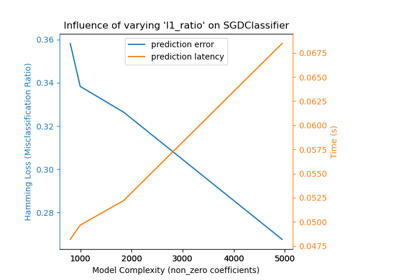 Influence of varying 'l1_ratio' on SGDClassifier
prediction error
prediction latency
Hamming Loss (Misclassification Ratio)
0.36
0.34
0.32
0.30
0.28
0.0675
0.0650
0.0625
0.0600
0.0575
0.0550
0.0525
0.0500
0.0475
Time (s)
1000 2000 3000 4000 5000
Model Complexity (non_zero coefficients)